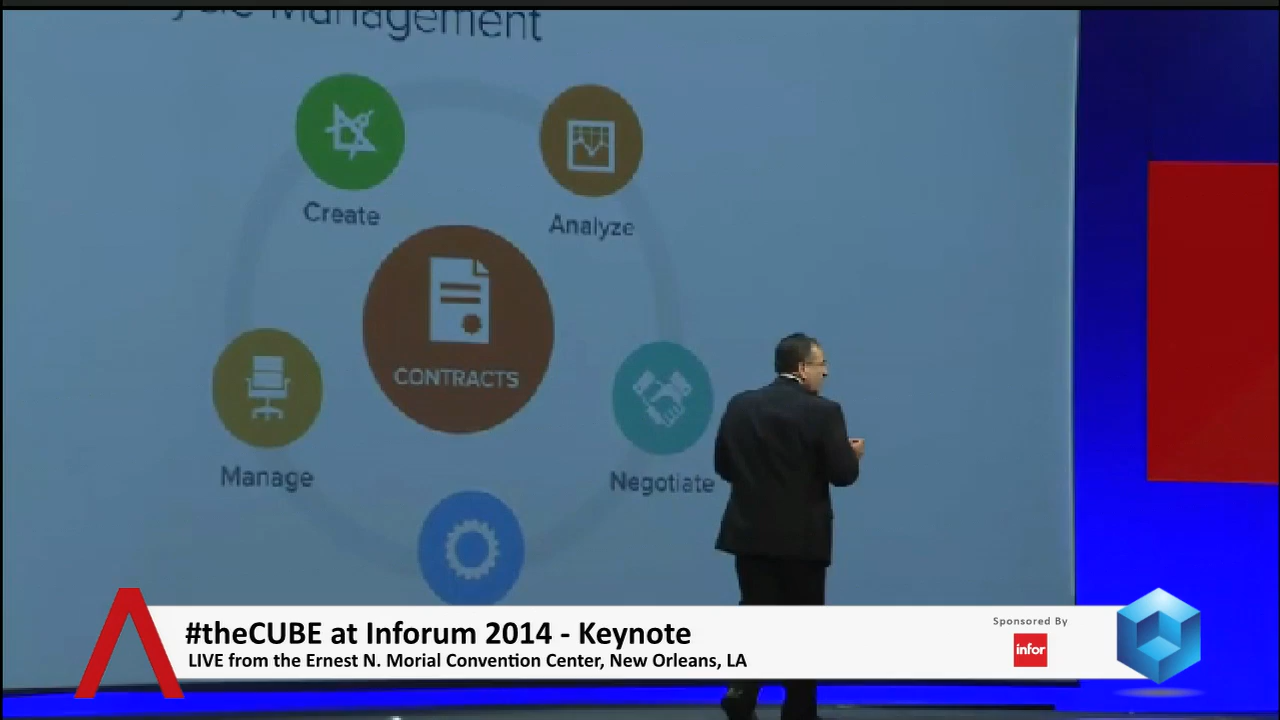 Management
Create
Analyze
CONTRACTS
Manage
Negotiate
#theCUBE at Inforum 2014 - Keynote
LIVE from the Ernest N. Morial Convention Center, New Orleans, LA
Sponsored By
infor